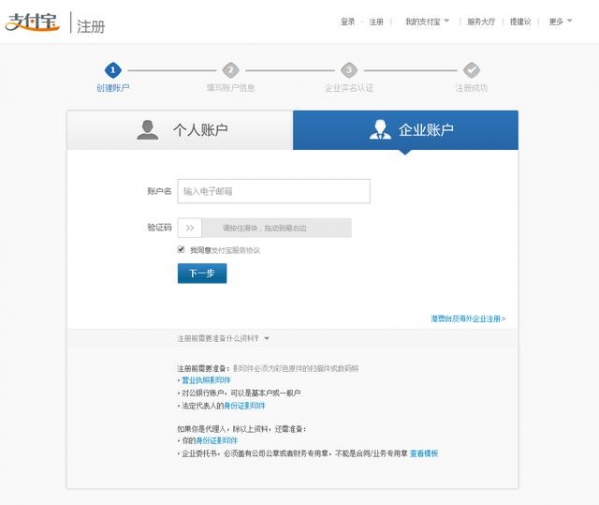 支付宝 | 注册
登录 - 注册 | 我的支付宝 | 服务大厅 | 提建议 | 更多
1 2 3
创建账户 填写账户信息 企业实名认证 注册成功
个人账户 企业账户
账户名 输入电子邮箱
验证码 >> 请按住滑块，拖动到最右边
我同意支付宝服务协议
下一步
港澳台及海外企业注册>
注册前需要准备什么资料？
注册前需要准备：影印件必须为彩色原件的扫描件或数码照
• 营业执照影印件
• 对公银行账户，可以是基本户或一般户
• 法定代表人的身份证影印件
如果你是代理人，除以上资料，还需准备：
• 你的身份证影印件
• 企业委托书，必须盖有公司公章或者财务专用章，不能是合同/业务专用章 查看模板